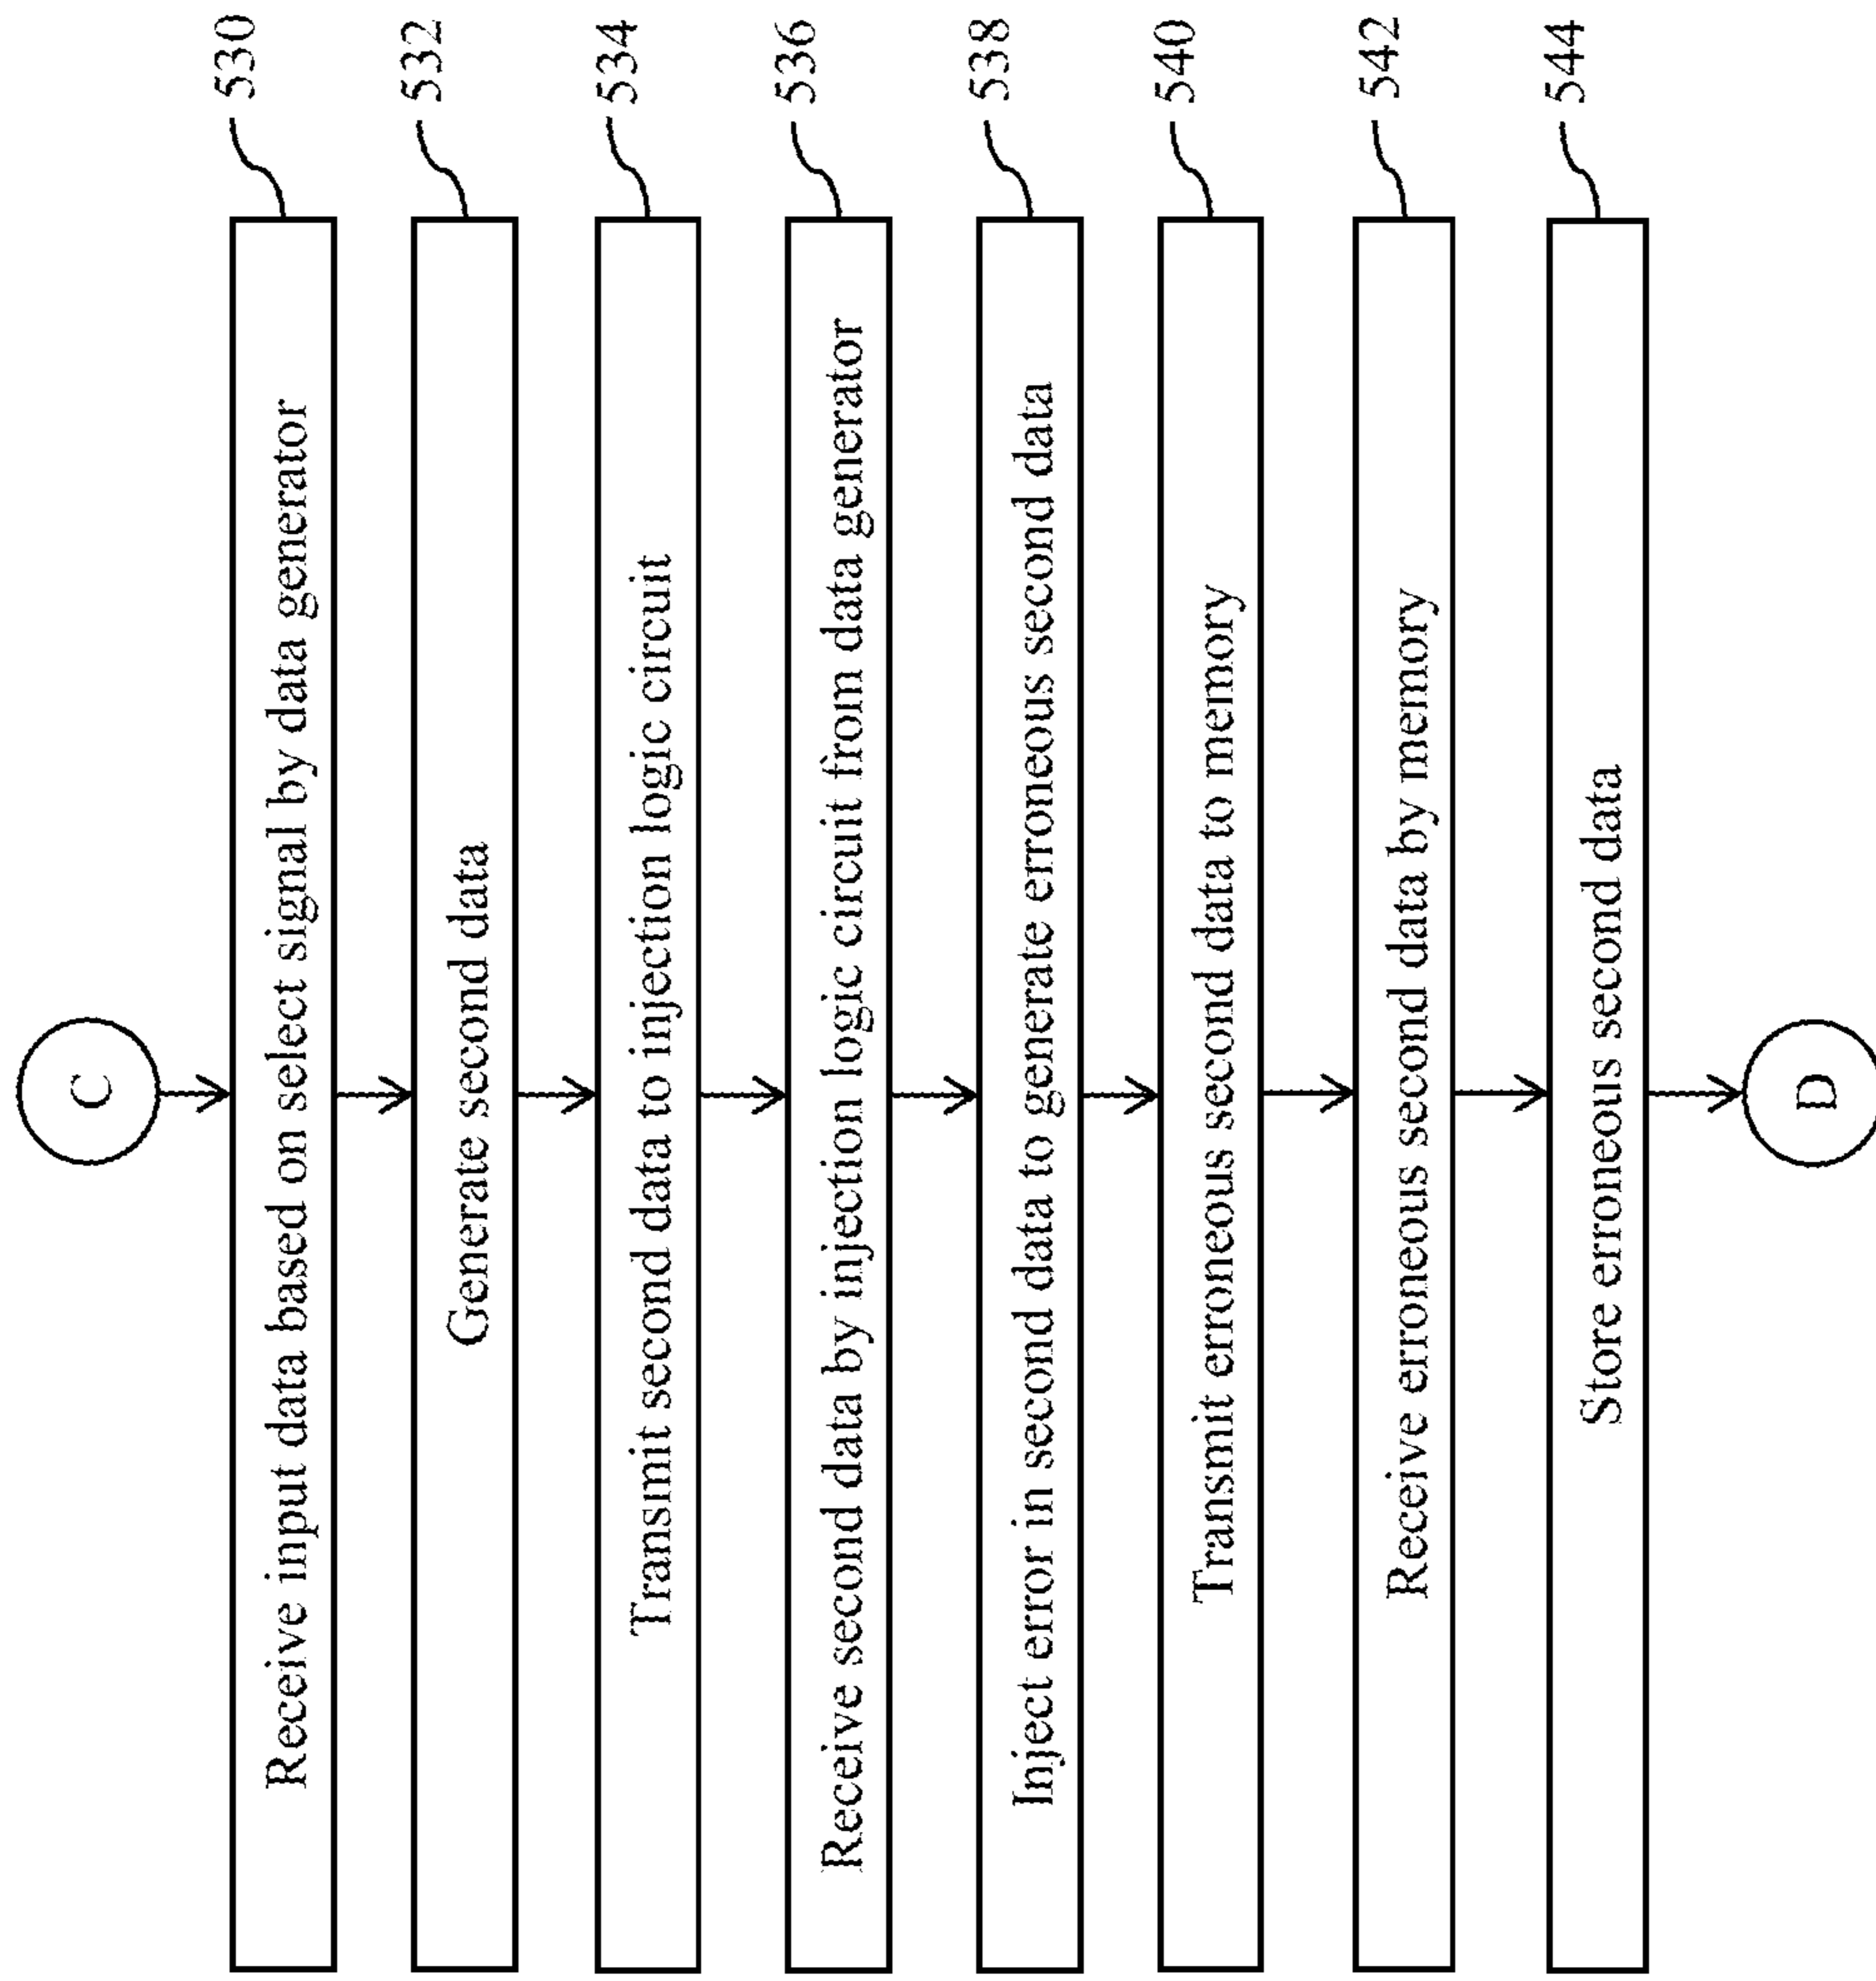 C
530
Receive input data based on select signal by data generator
532
Generate second data
534
Transmit second data to injection logic circuit
536
Receive second data by injection logic circuit from data generator
538
Inject error in second data to generate erroneous second data
540
Transmit erroneous second data to memory
542
Receive erroneous second data by memory
544
Store erroneous second data
D